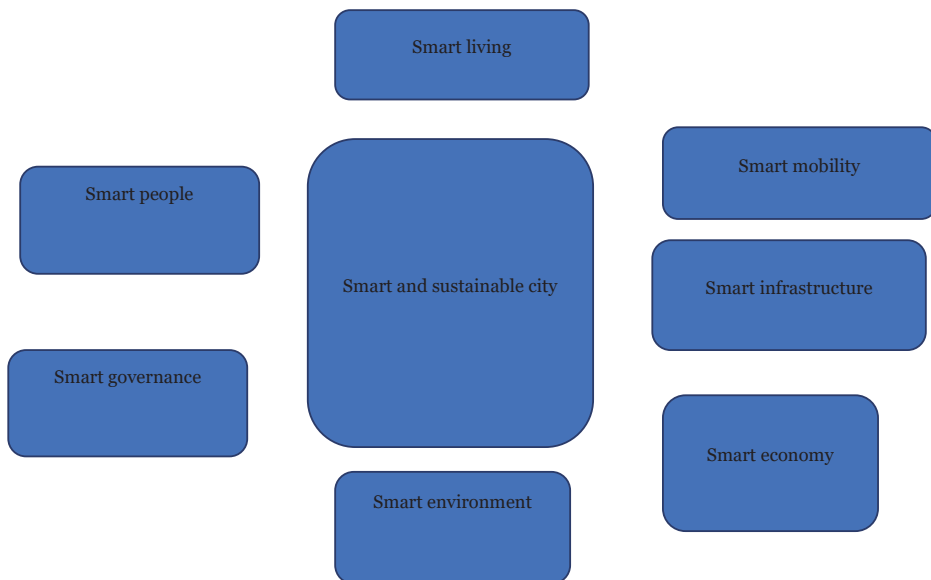 Smart living
Smart mobility
Smart people
Smart and sustainable city
Smart infrastructure
Smart governance
Smart economy
Smart environment